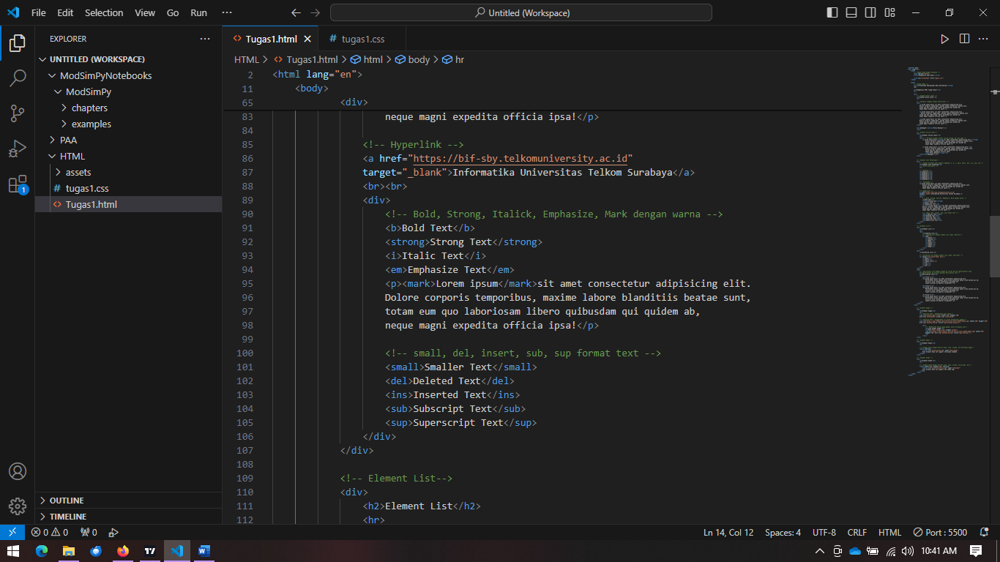 File Edit Selection View Go Run ···
Untitled (Workspace)
EXPLORER ···
UNTITLED (WORKSPACE)
ModSimPyNotebooks
ModSimPy
chapters
examples
PAA
HTML
assets
# tugas1.css
<> Tugas1.html
OUTLINE
TIMELINE
<> Tugas1.html
# tugas1.css
HTML > <> Tugas1.html > html > body > hr
2 <html lang="en">
11 <body>
65 <div>
83 neque magni expedita officia ipsa!</p>
84
85 <!-- Hyperlink -->
86 <a href="https://bif-sby.telkomuniversity.ac.id"
87 target="_blank">Informatika Universitas Telkom Surabaya</a>
88 <br><br>
89 <div>
90 <!-- Bold, Strong, Italick, Emphasize, Mark dengan warna -->
91 <b>Bold Text</b>
92 <strong>Strong Text</strong>
93 <i>Italic Text</i>
94 <em>Emphasize Text</em>
95 <p><mark>Lorem ipsum</mark>sit amet consectetur adipisicing elit.
96 Dolore corporis temporibus, maxime labore blanditiis beatae sunt,
97 totam eum quo laboriosam libero quibusdam qui quidem ab,
98 neque magni expedita officia ipsa!</p>
99
100 <!-- small, del, insert, sub, sup format text -->
101 <small>Smaller Text</small>
102 <del>Deleted Text</del>
103 <ins>Inserted Text</ins>
104 <sub>Subscript Text</sub>
105 <sup>Superscript Text</sup>
106 </div>
107 </div>
108
109 <!-- Element List-->
110 <div>
111 <h2>Element List</h2>
112 <hr>
1
0 0 0
Ln 14, Col 12 Spaces: 4 UTF-8 CRLF HTML Port : 5500
10:41 AM